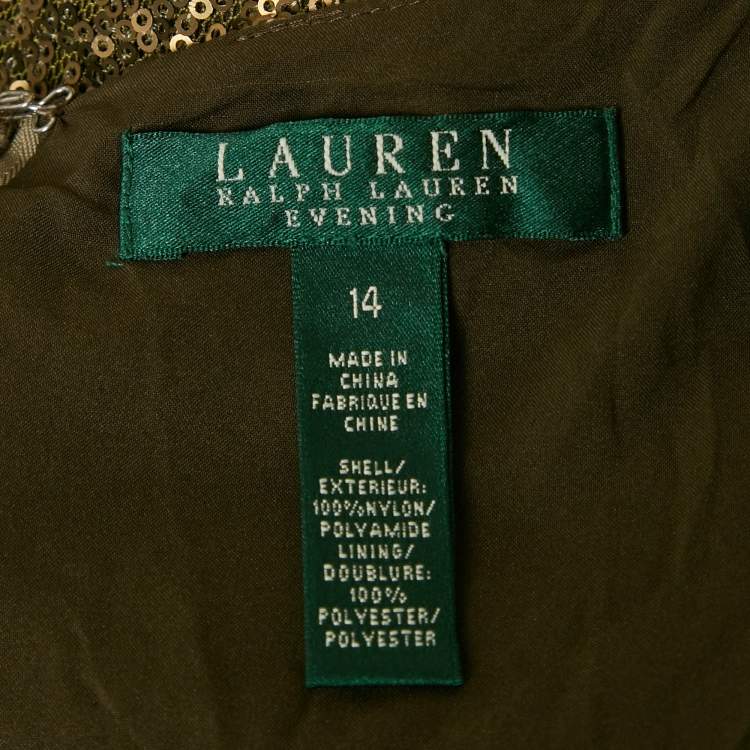 LAUREN
RALPH LAUREN
EVENING
14
MADE IN
CHINA
FABRIQUE EN
CHINE
SHELL/
EXTERIEUR:
100%NYLON/
POLYAMIDE
LINING/
DOUBLURE:
100%
POLYESTER/
POLYESTER